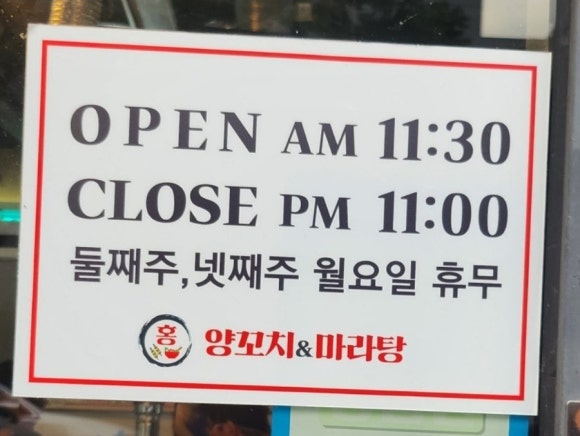 OPEN AM 11:30
CLOSE PM 11:00
둘째주, 넷째주 월요일 휴무
홍 양꼬치&마라탕